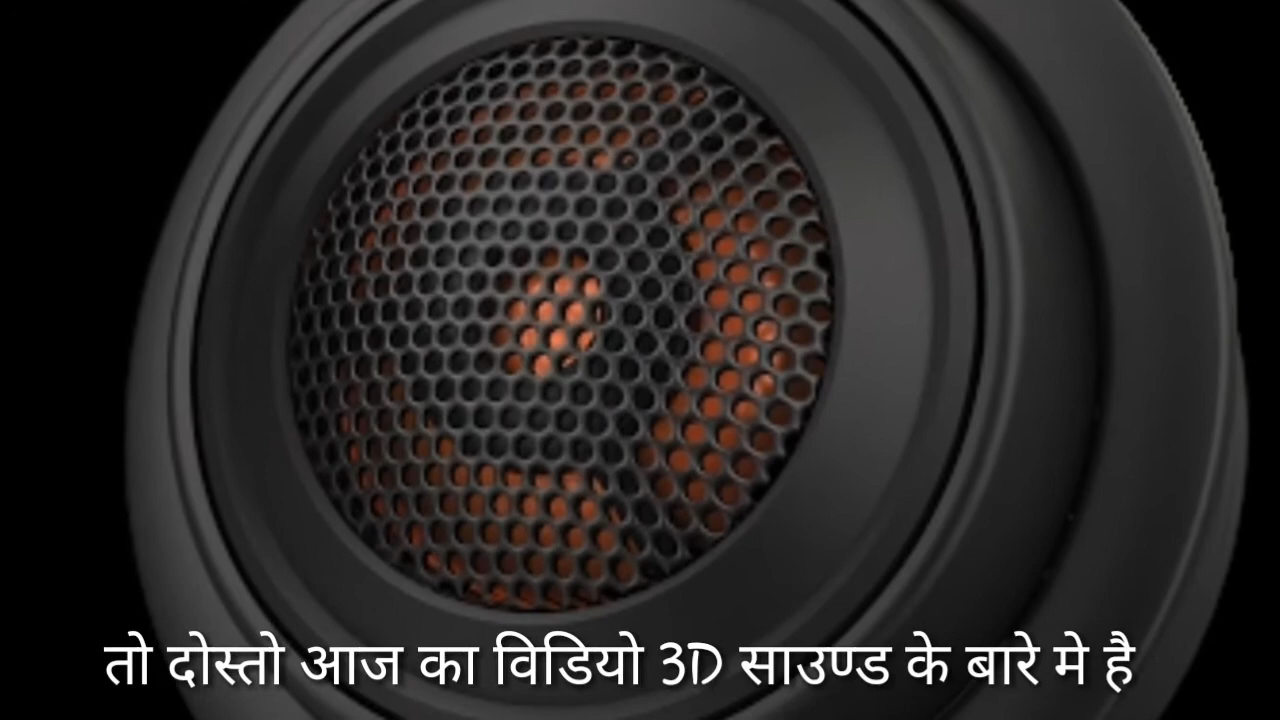 तो दोस्तो आज का विडियो 3D साउण्ड के बारे मे है